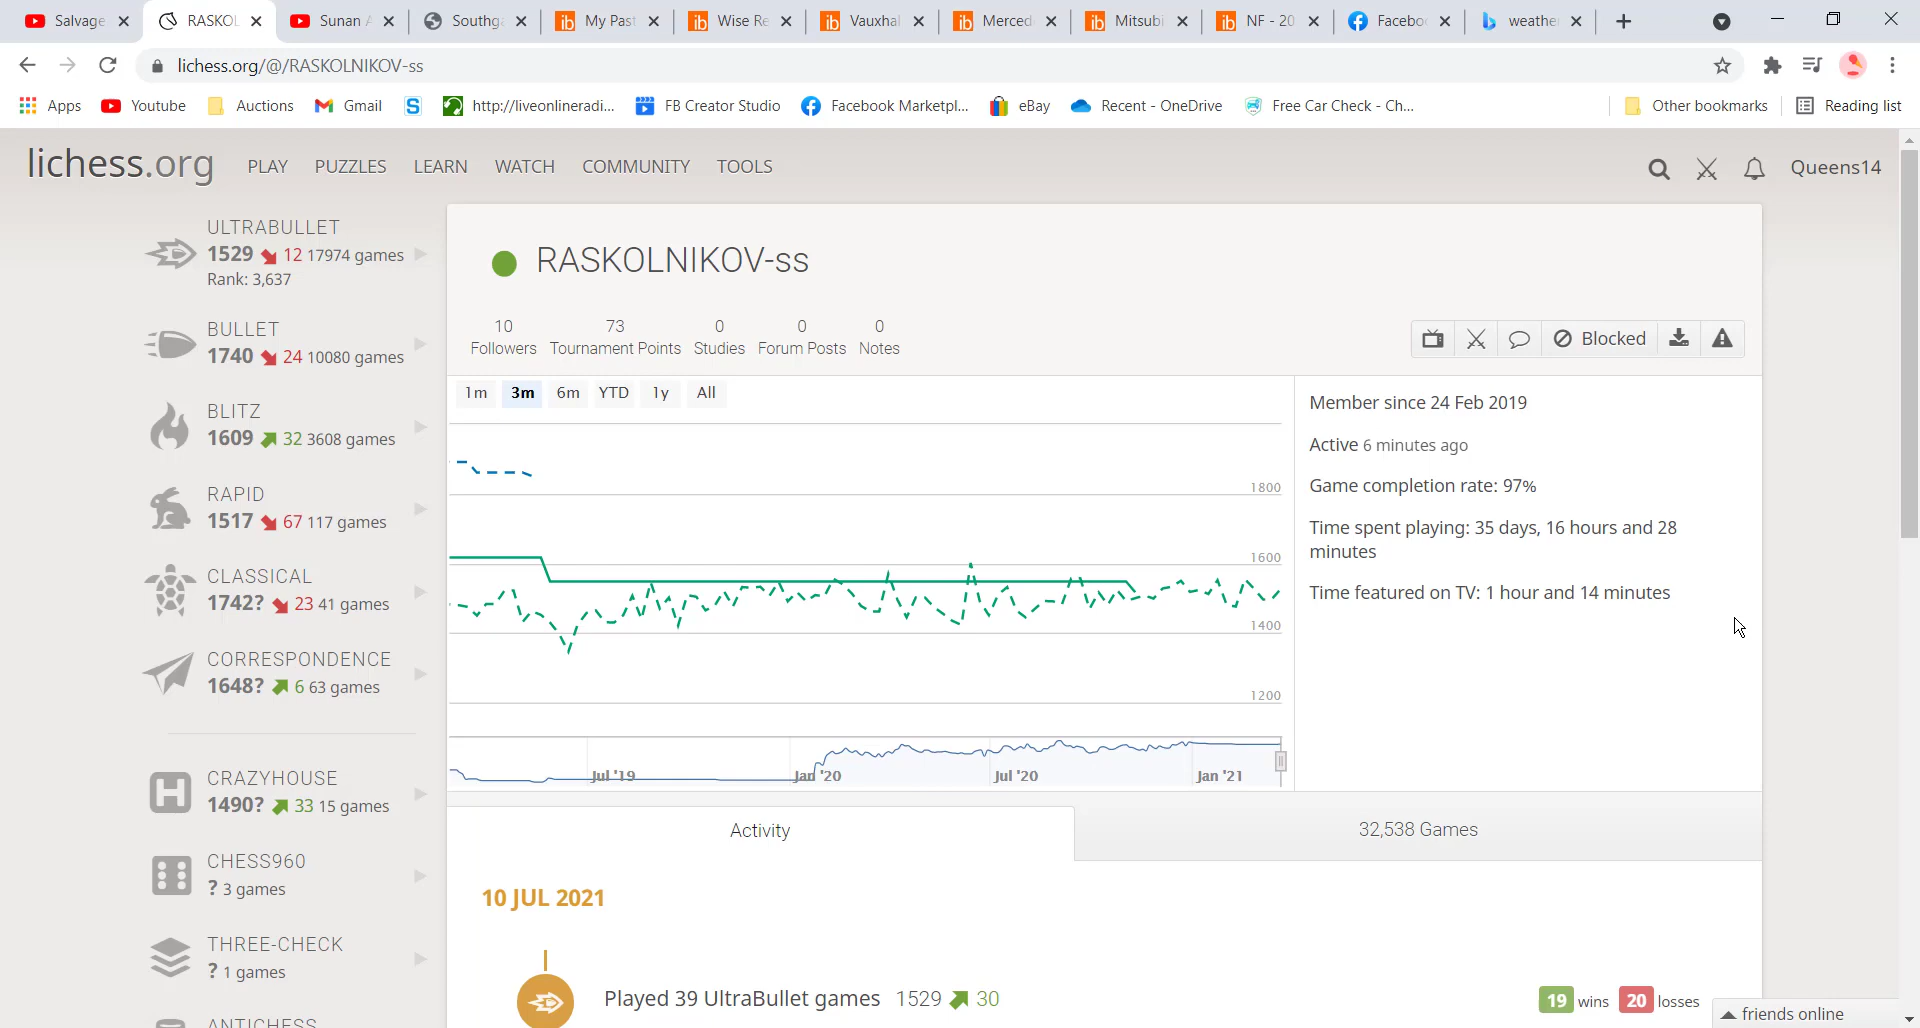 Salvage
RASKOL
Sunan A
Southga
My Past
Wise Re
Vauxhal
Merced
Mitsubi
NF - 20
Facebo
weathe
lichess.org/@/RASKOLNIKOV-ss
Apps
Youtube
Auctions
Gmail
http://liveonlineradi...
FB Creator Studio
Facebook Marketpl...
eBay
Recent - OneDrive
Free Car Check - Ch...
Other bookmarks
Reading list
lichess.org
PLAY
PUZZLES
LEARN
WATCH
COMMUNITY
TOOLS
Queens14
ULTRABULLET
1529 12 17974 games
Rank: 3,637
BULLET
1740 24 10080 games
BLITZ
1609 32 3608 games
RAPID
1517 67 117 games
CLASSICAL
1742? 23 41 games
CORRESPONDENCE
1648? 6 63 games
CRAZYHOUSE
1490? 33 15 games
CHESS960
? 3 games
THREE-CHECK
? 1 games
ANTICHESS
RASKOLNIKOV-ss
10 Followers
73 Tournament Points
0 Studies
0 Forum Posts
0 Notes
Blocked
1m 3m 6m YTD 1y All
1800
1600
1400
1200
Jul '19
Jan '20
Jul '20
Jan '21
Member since 24 Feb 2019
Active 6 minutes ago
Game completion rate: 97%
Time spent playing: 35 days, 16 hours and 28
minutes
Time featured on TV: 1 hour and 14 minutes
Activity
32,538 Games
10 JUL 2021
Played 39 UltraBullet games 1529 30
19 wins 20 losses
friends online